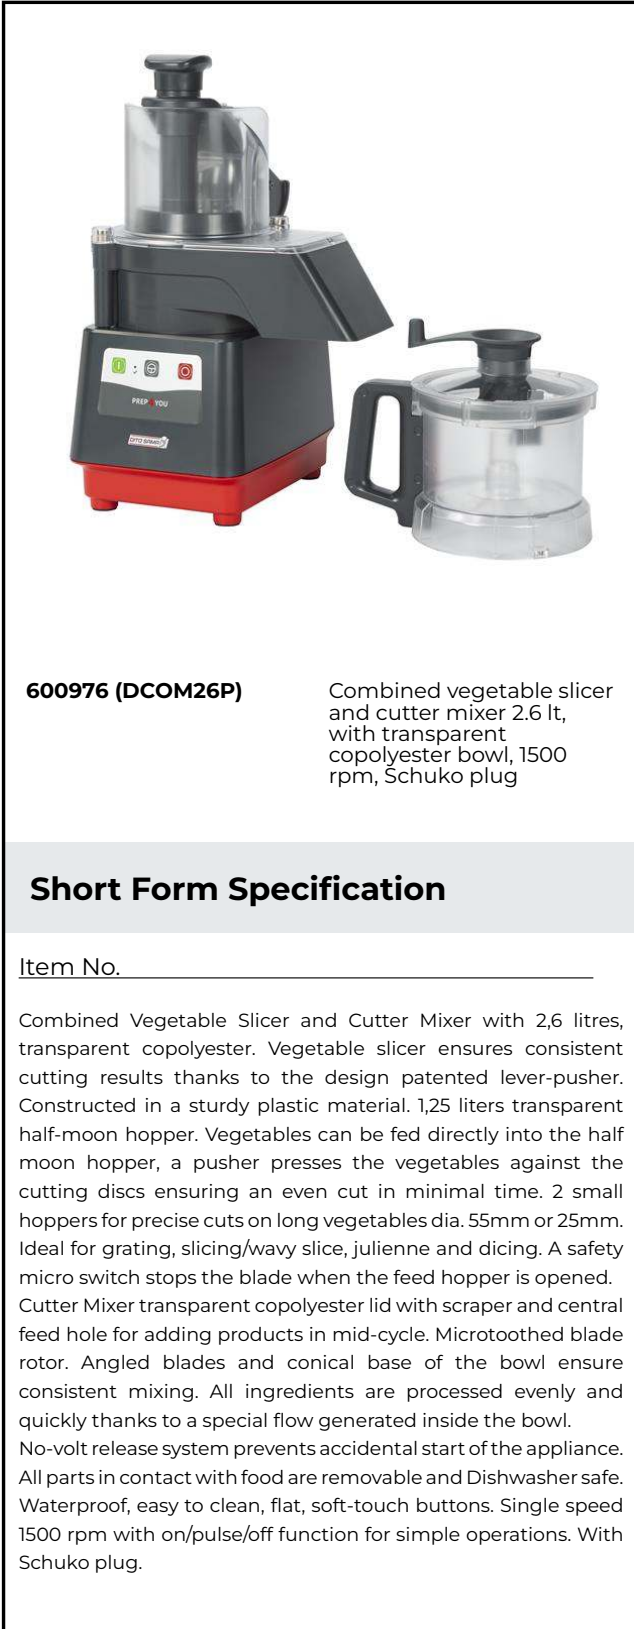 PREP 4 YOU
DITO SAMA
600976 (DCOM26P)
Combined vegetable slicer
and cutter mixer 2.6 lt,
with transparent
copolyester bowl, 1500
rpm, Schuko plug
Short Form Specification
Item No.
Combined Vegetable Slicer and Cutter Mixer with 2,6 litres,
transparent copolyester. Vegetable slicer ensures consistent
cutting results thanks to the design patented lever-pusher.
Constructed in a sturdy plastic material. 1,25 liters transparent
half-moon hopper. Vegetables can be fed directly into the half
moon hopper, a pusher presses the vegetables against the
cutting discs ensuring an even cut in minimal time. 2 small
hoppers for precise cuts on long vegetables dia. 55mm or 25mm.
Ideal for grating, slicing/wavy slice, julienne and dicing. A safety
micro switch stops the blade when the feed hopper is opened.
Cutter Mixer transparent copolyester lid with scraper and central
feed hole for adding products in mid-cycle. Microtoothed blade
rotor. Angled blades and conical base of the bowl ensure
consistent mixing. All ingredients are processed evenly and
quickly thanks to a special flow generated inside the bowl.
No-volt release system prevents accidental start of the appliance.
All parts in contact with food are removable and Dishwasher safe.
Waterproof, easy to clean, flat, soft-touch buttons. Single speed
1500 rpm with on/pulse/off function for simple operations. With
Schuko plug.